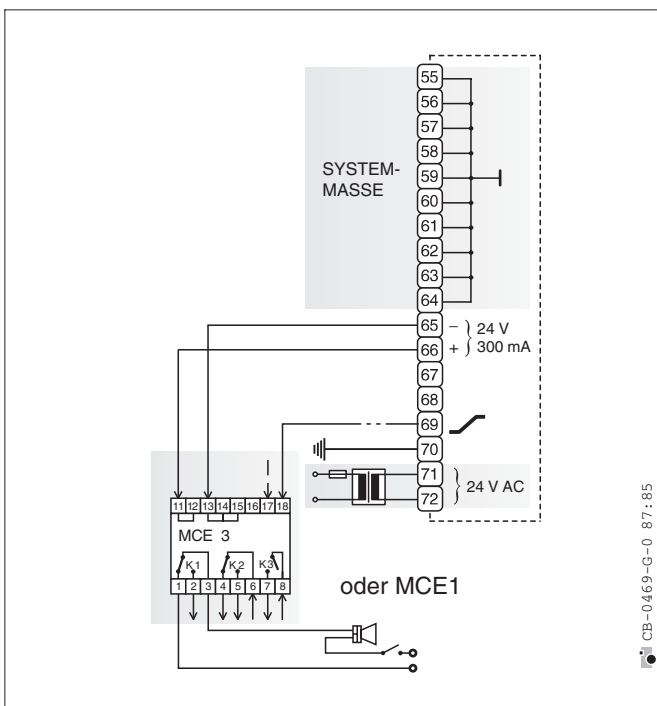 55
56
57
58
SYSTEM-
59
MASSE
60
61
62
63
64
65 – 24 V
66 + 300 mA
67
68
69
70
71
24 V AC
72
11 12 13 14 15 16 17 18
MCE 3
K1 K2 K3
1 2 3 4 5 6 7 8
oder MCE1
CB-0469-G-0 87:85